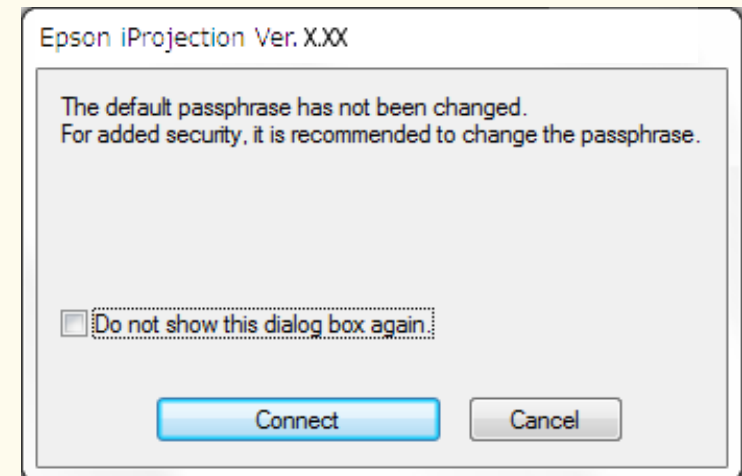 Epson iProjection Ver. X.XX
The default passphrase has not been changed.
For added security, it is recommended to change the passphrase.
Do not show this dialog box again.
Connect
Cancel